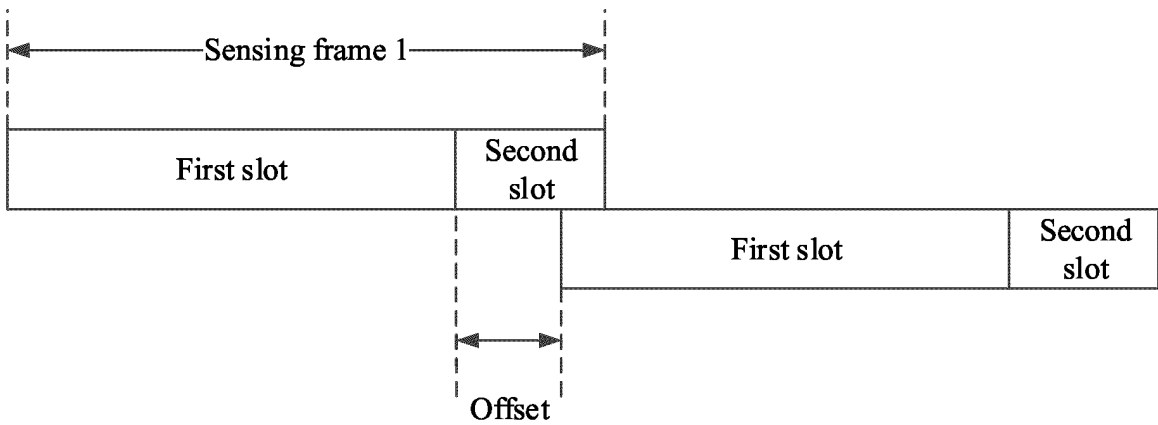 Sensing frame 1
First slot
Second
slot
First slot
Second
slot
Offset